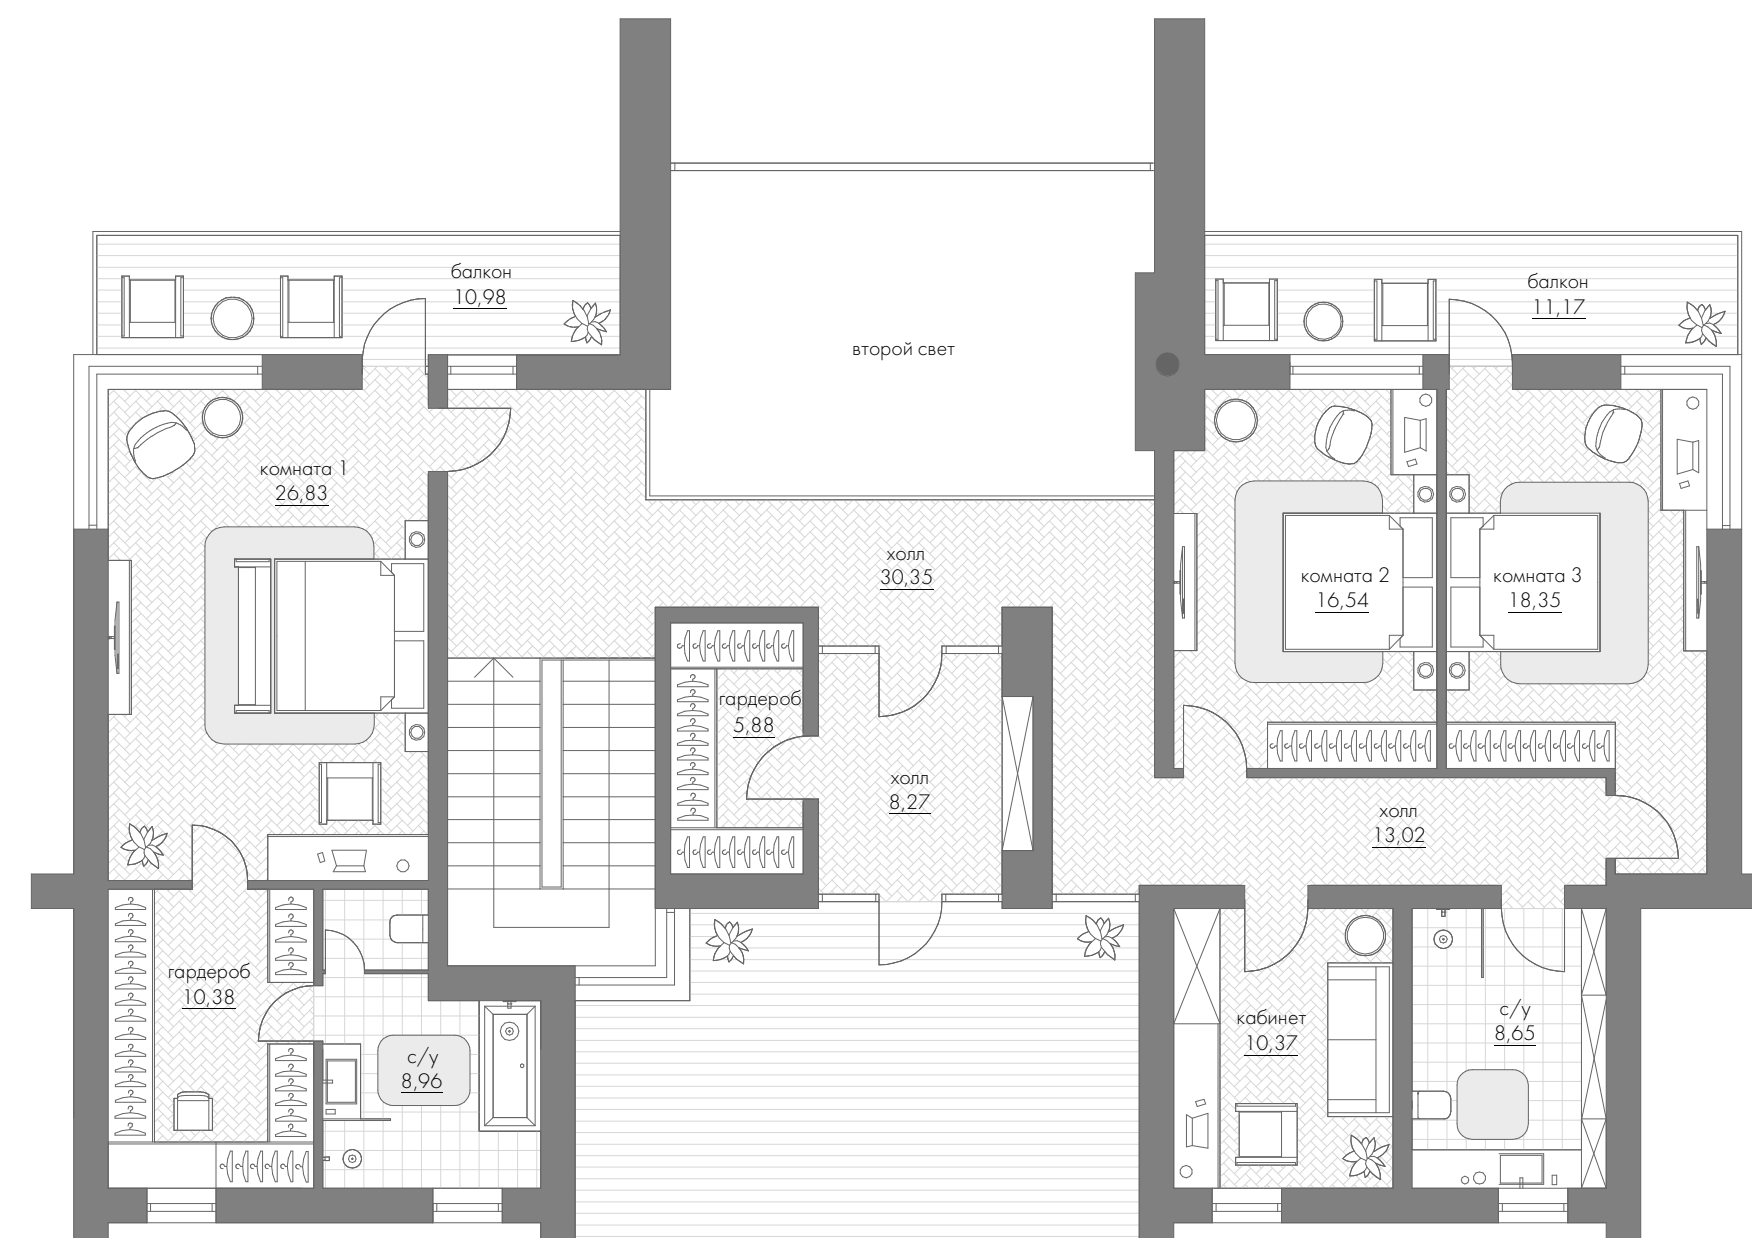 балкон
10,98
балкон
11,17
второй свет
комната 1
26,83
холл
30,35
комната 2
16,54
комната 3
18,35
гардероб
5,88
холл
8,27
холл
13,02
гардероб
10,38
с/у
8,96
кабинет
10,37
с/у
8,65